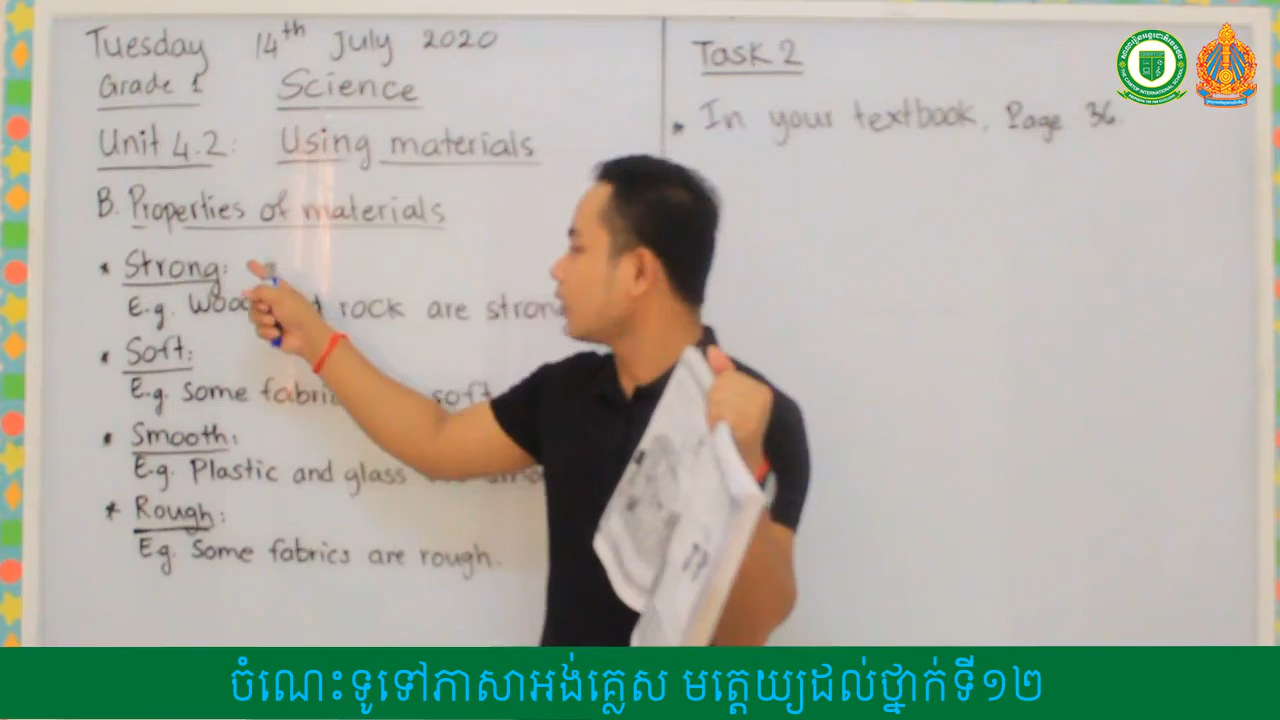 Tuesday 14th July 2020
Grade 1 Science
Unit 4.2: Using materials
B. Properties of materials
* Strong:
E.g. rock are
* Soft:
E.g. Some soft
* Smooth:
E.g. Plastic and glass
* Rough:
E.g. Some fabrics are rough.
Task 2
* In your textbook, Page 36.
ចំណេះទូទៅភាសាអង់គ្លេស មត្តេយ្យដល់ថ្នាក់ទី១២